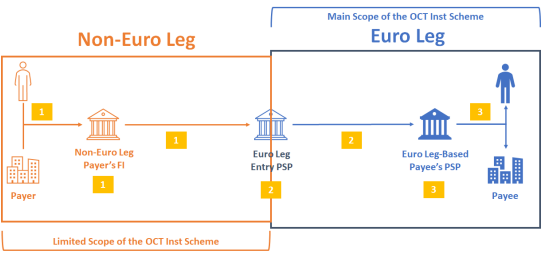 Main Scope of the OCT Inst Scheme
Non-Euro Leg
Euro Leg
1
3
1
2
Non-Euro Leg
Payer's FI
Euro Leg
Entry PSP
Euro Leg-Based
Payee's PSP
1
2
3
Payer
Payee
Limited Scope of the OCT Inst Scheme